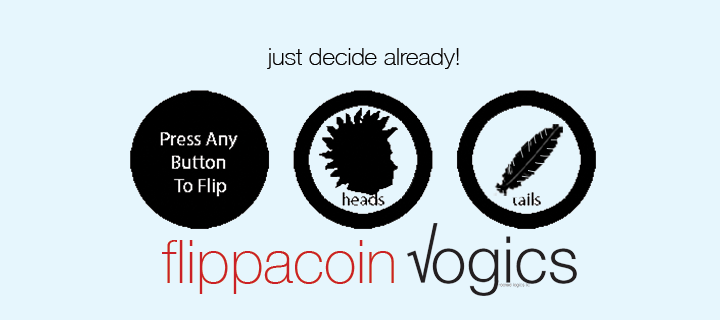 just decide already!
Press Any
Button
To Flip
heads
tails
flippacoin √ogics